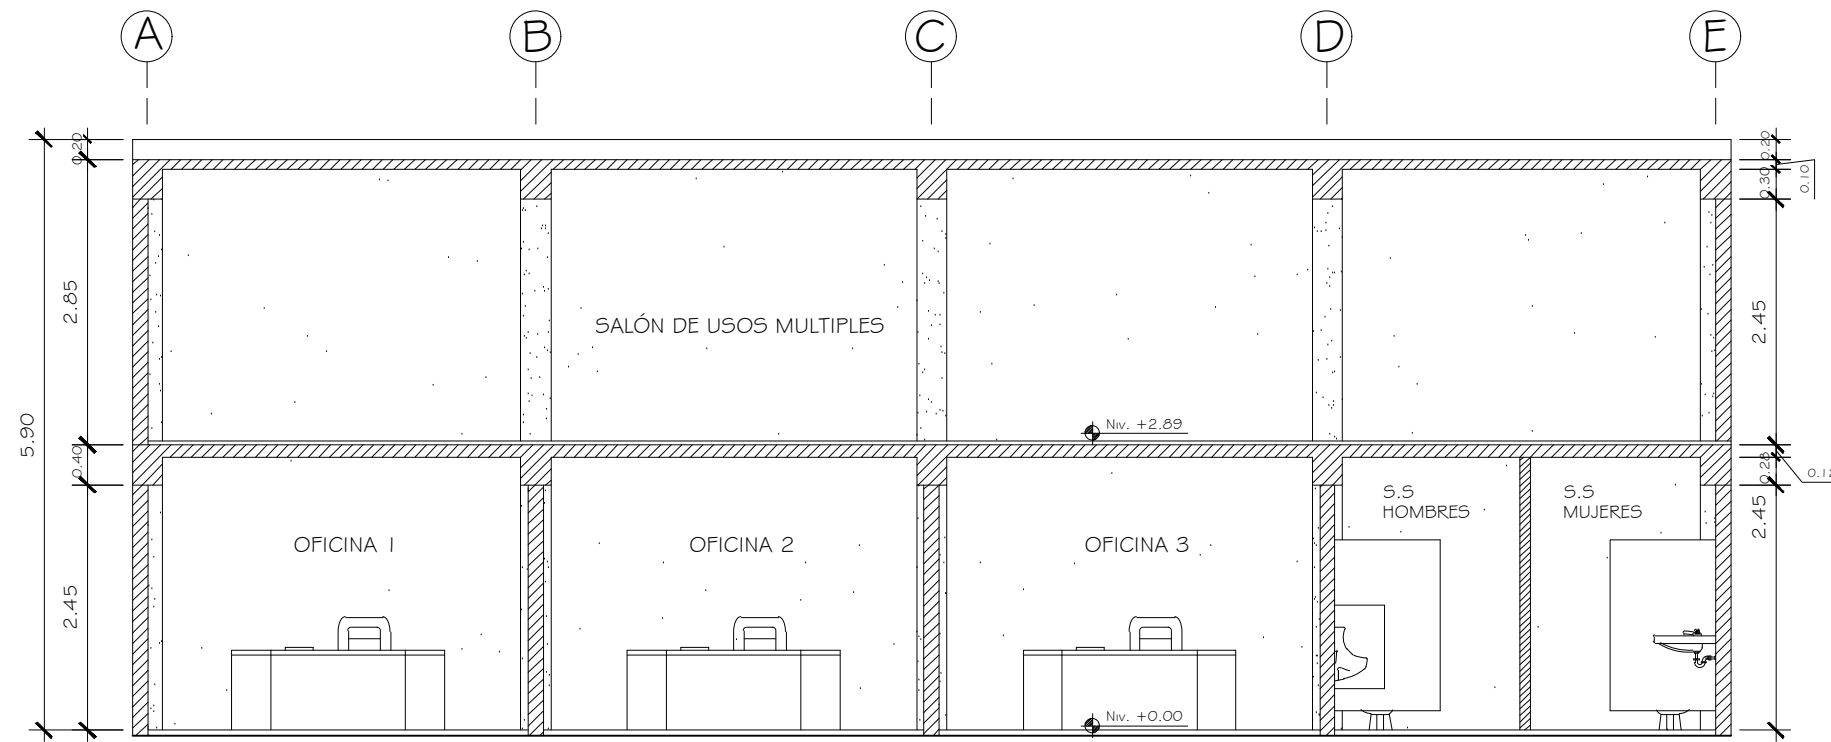 A B C D E
0.20
0.20
0.10
0.30
2.85
2.45
5.90
SALÓN DE USOS MULTIPLES
Niv. +2.89
0.40
0.28
0.12
S.S
HOMBRES
S.S
MUJERES
2.45
2.45
OFICINA 1
OFICINA 2
OFICINA 3
Niv. +0.00